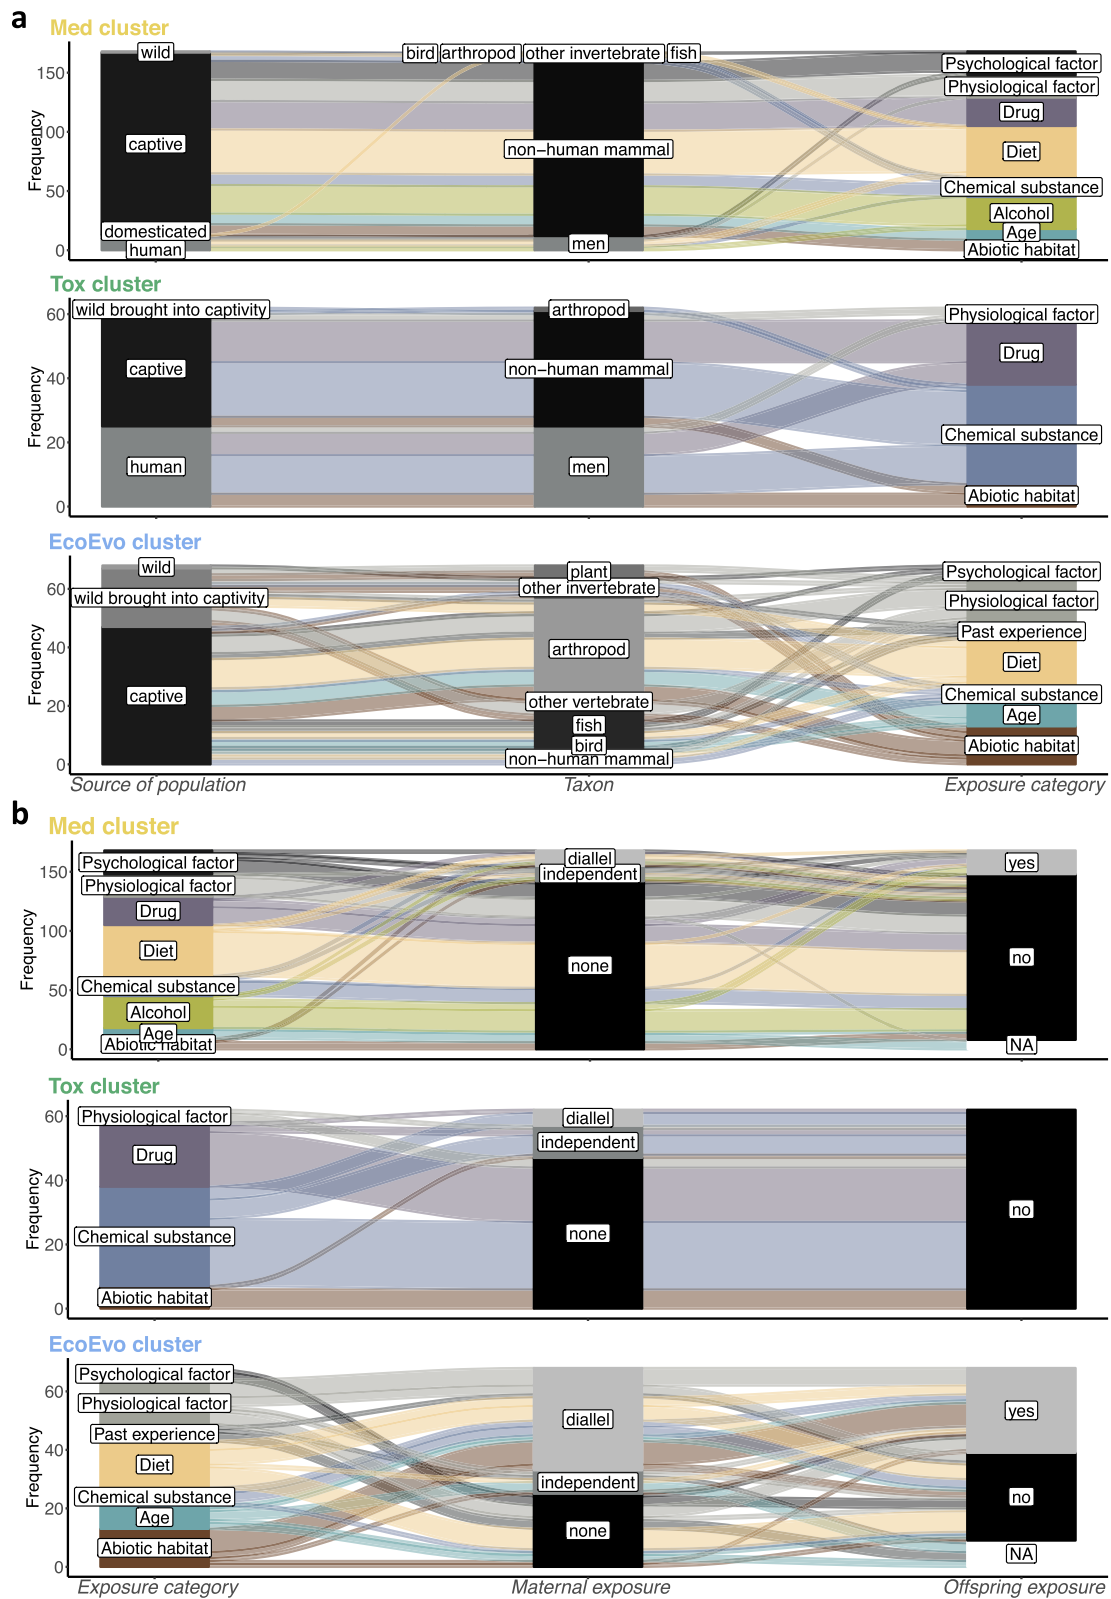 a
Med cluster
wild
bird
arthropod
other invertebrate
fish
Psychological factor
Physiological factor
Drug
captive
non-human mammal
Diet
Chemical substance
Alcohol
domesticated
Age
human
men
Abiotic habitat
Frequency
150
00
50
0
Tox cluster
wild brought into captivity
arthropod
Physiological factor
Drug
captive
non-human mammal
Chemical substance
human
men
Abiotic habitat
Frequency
60
40
20
0
EcoEvo cluster
wild
plant
Psychological factor
other invertebrate
wild brought into captivity
Physiological factor
Past experience
arthropod
Diet
captive
Chemical substance
other vertebrate
Age
fish
bird
Abiotic habitat
non-human mammal
Frequency
60
40
20
0
Source of population
Taxon
Exposure category
b
Med cluster
Psychological factor
diallel
yes
independent
Physiological factor
Drug
Diet
none
no
Chemical substance
Alcohol
Age
Abiotic habitat
NA
Frequency
150
100
50
0
Tox cluster
Physiological factor
diallel
independent
Drug
no
none
Chemical substance
Abiotic habitat
Frequency
60
40
20
0
EcoEvo cluster
Psychological factor
Physiological factor
yes
diallel
Past experience
Diet
independent
Chemical substance
no
Age
none
Abiotic habitat
NA
Frequency
60
40
20
0
Exposure category
Maternal exposure
Offspring exposure